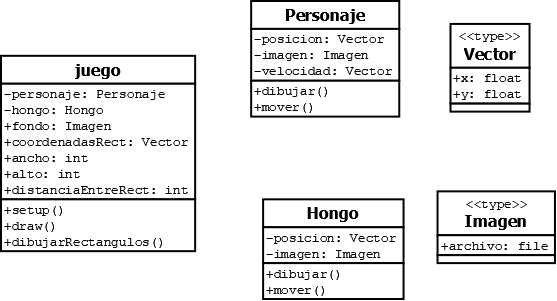 juego
-personaje: Personaje
-hongo: Hongo
+fondo: Imagen
+coordenadasRect: Vector
+ancho: int
+alto: int
+distanciaEntreRect: int
+setup()
+draw()
+dibujarRectangulos()
Personaje
-posicion: Vector
-imagen: Imagen
-velocidad: Vector
+dibujar()
+mover()
<<type>>
Vector
+x: float
+y: float
Hongo
-posicion: Vector
-imagen: Imagen
+dibujar()
+mover()
<<type>>
Imagen
+archivo: file